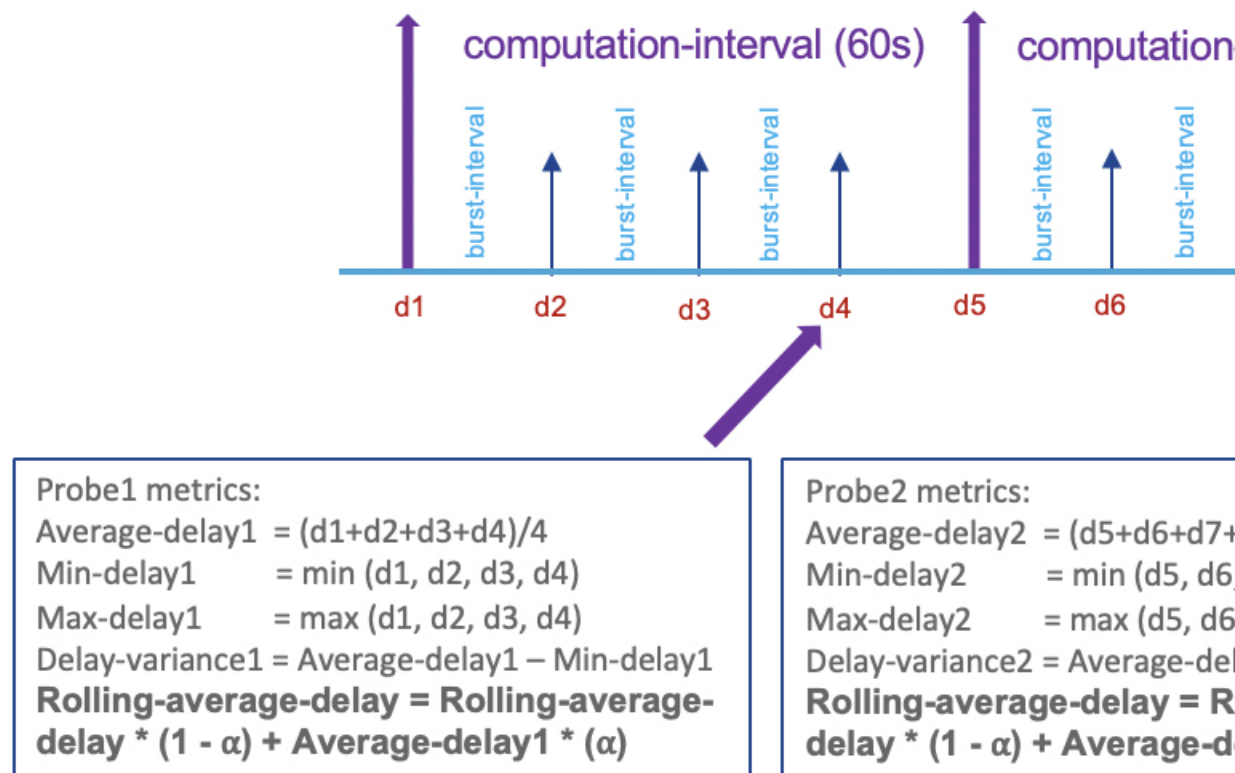 computation-interval (60s)
computation-
burst-interval
burst-interval
burst-interval
burst-interval
burst-interval
d1
d2
d3
d4
d5
d6
Probe1 metrics:
Average-delay1 = (d1+d2+d3+d4)/4
Min-delay1 = min (d1, d2, d3, d4)
Max-delay1 = max (d1, d2, d3, d4)
Delay-variance1 = Average-delay1 – Min-delay1
Rolling-average-delay = Rolling-average-
delay * (1 - α) + Average-delay1 * (α)
Probe2 metrics:
Average-delay2 = (d5+d6+d7+
Min-delay2 = min (d5, d6,
Max-delay2 = max (d5, d6
Delay-variance2 = Average-del
Rolling-average-delay = R
delay * (1 - α) + Average-d